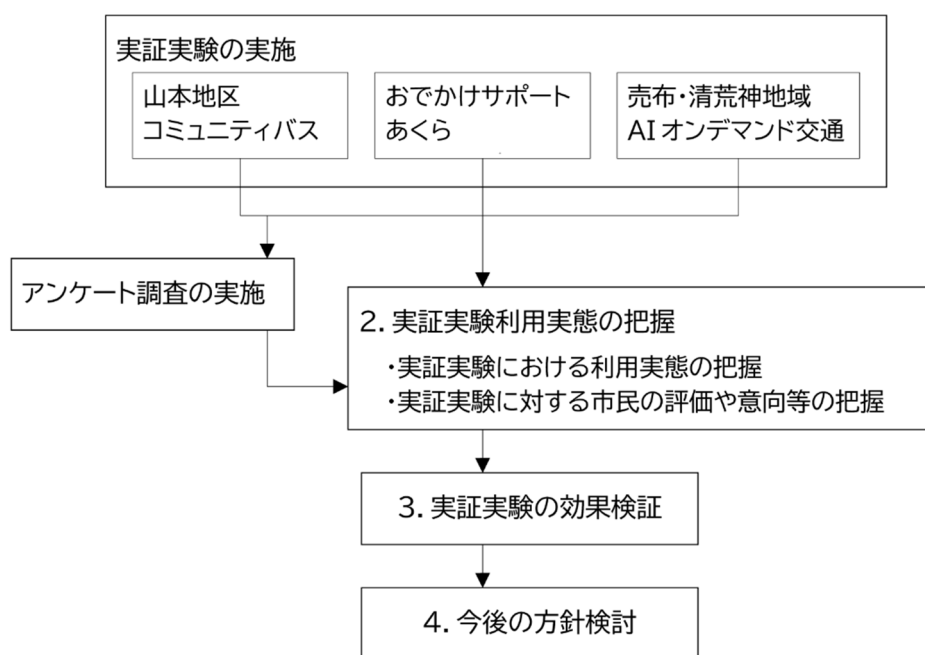 実証実験の実施
山本地区
コミュニティバス
おでかけサポート
あくら
売布・清荒神地域
AIオンデマンド交通
アンケート調査の実施
2. 実証実験利用実態の把握
・実証実験における利用実態の把握
・実証実験に対する市民の評価や意向等の把握
3. 実証実験の効果検証
4. 今後の方針検討